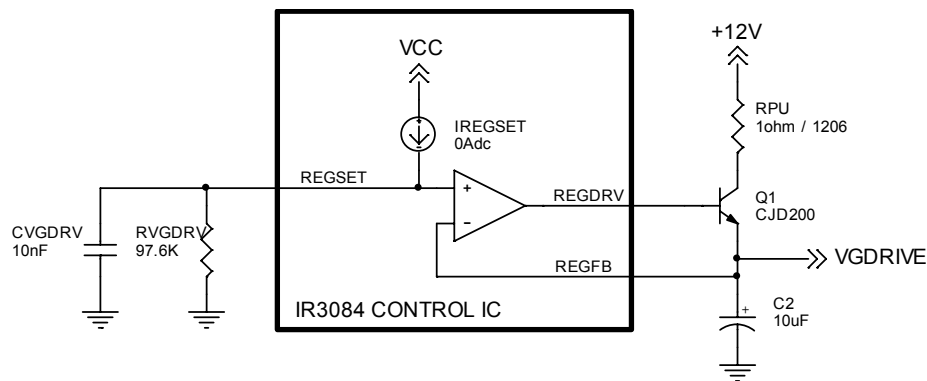 +12V
VCC
RPU
1ohm / 1206
IREGSET
0Adc
REGSET
+
-
REGDRV
Q1
CJD200
CVGDRV
10nF
RVGDRV
97.6K
REGFB
VGDRIVE
IR3084 CONTROL IC
+
C2
10uF